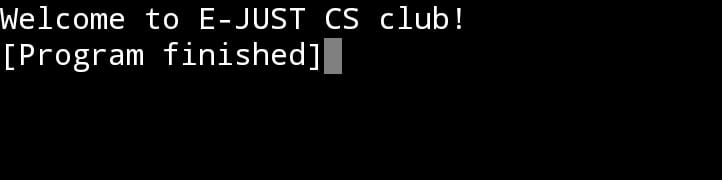 Welcome to E-JUST CS club!
[Program finished]